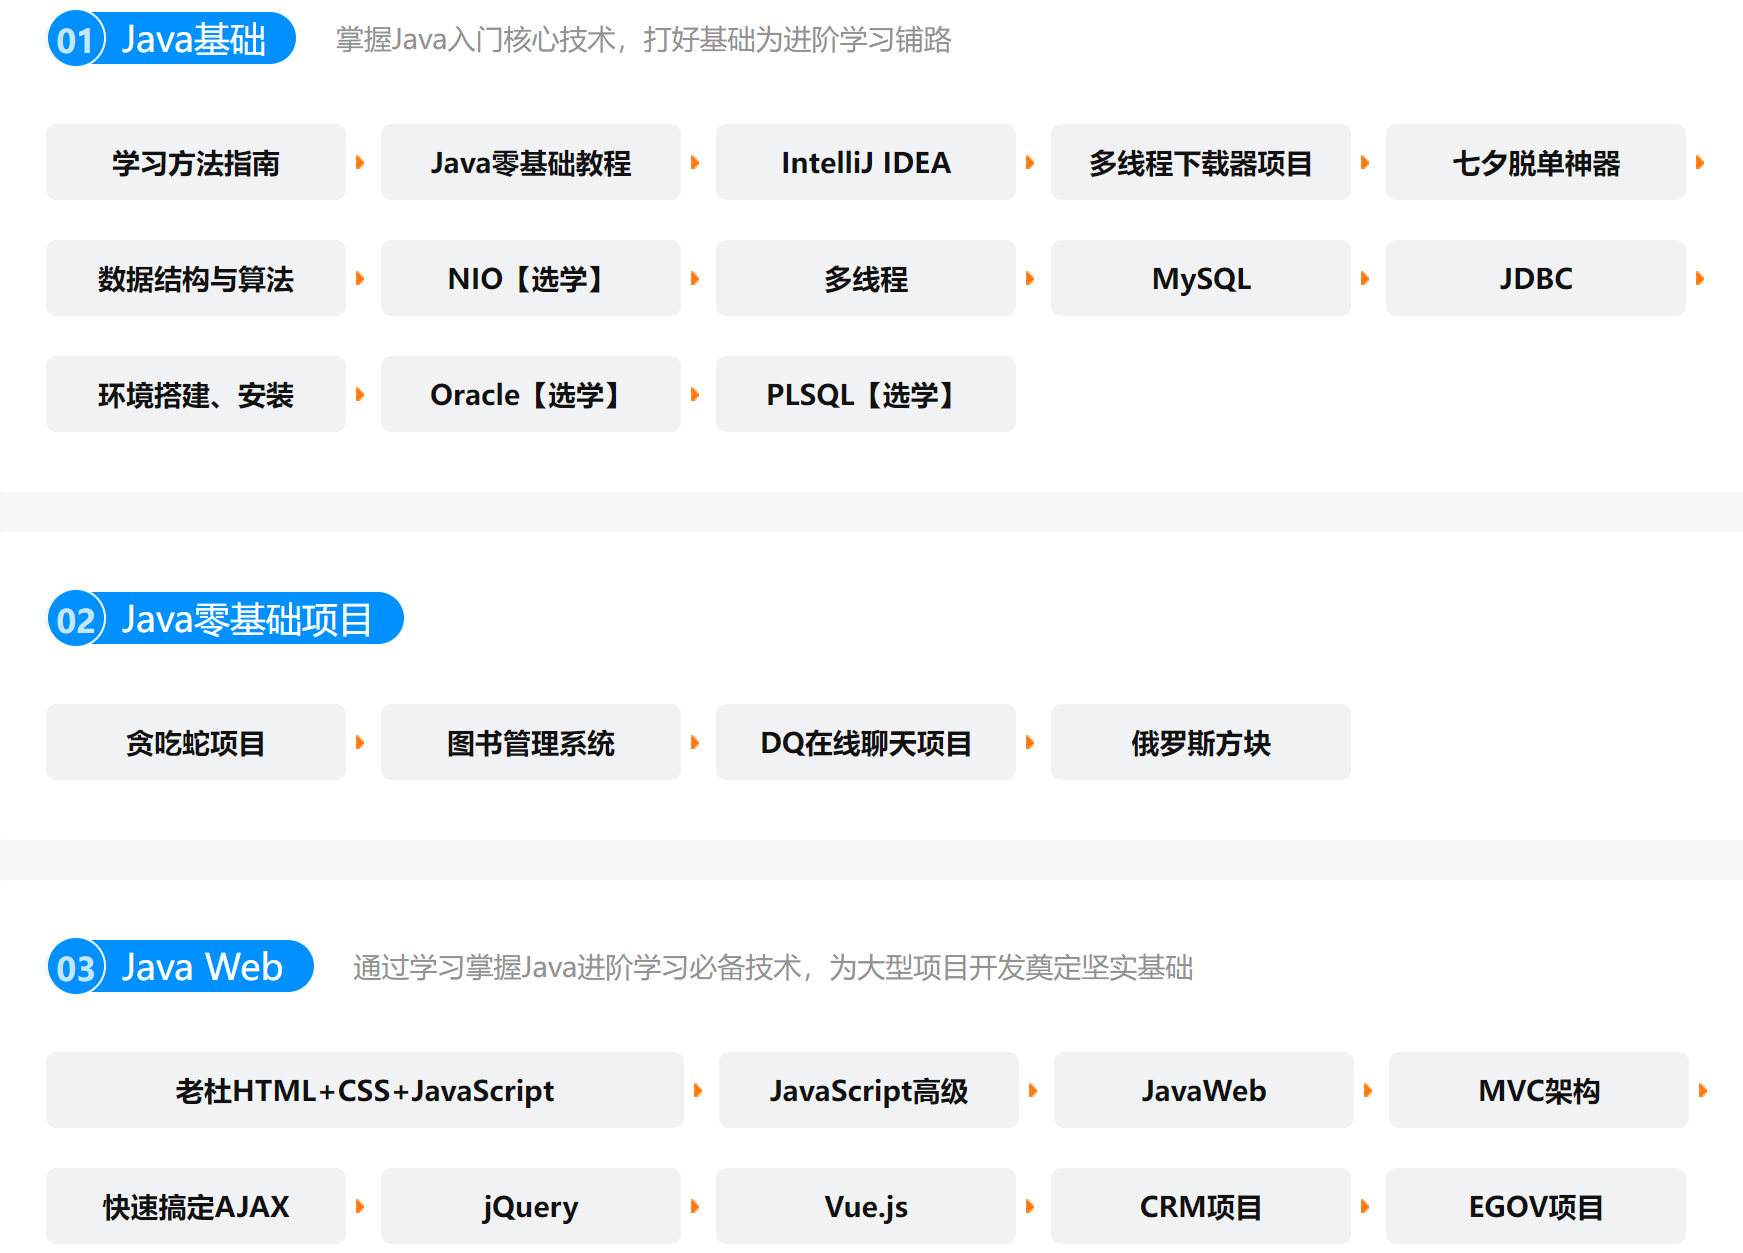 01 Java基础 掌握Java入门核心技术，打好基础为进阶学习铺路
学习方法指南 Java零基础教程 IntelliJ IDEA 多线程下载器项目 七夕脱单神器
数据结构与算法 NIO【选学】 多线程 MySQL JDBC
环境搭建、安装 Oracle【选学】 PLSQL【选学】
02 Java零基础项目
贪吃蛇项目 图书管理系统 DQ在线聊天项目 俄罗斯方块
03 Java Web 通过学习掌握Java进阶学习必备技术，为大型项目开发奠定坚实基础
老杜HTML+CSS+JavaScript JavaScript高级 JavaWeb MVC架构
快速搞定AJAX jQuery Vue.js CRM项目 EGOV项目